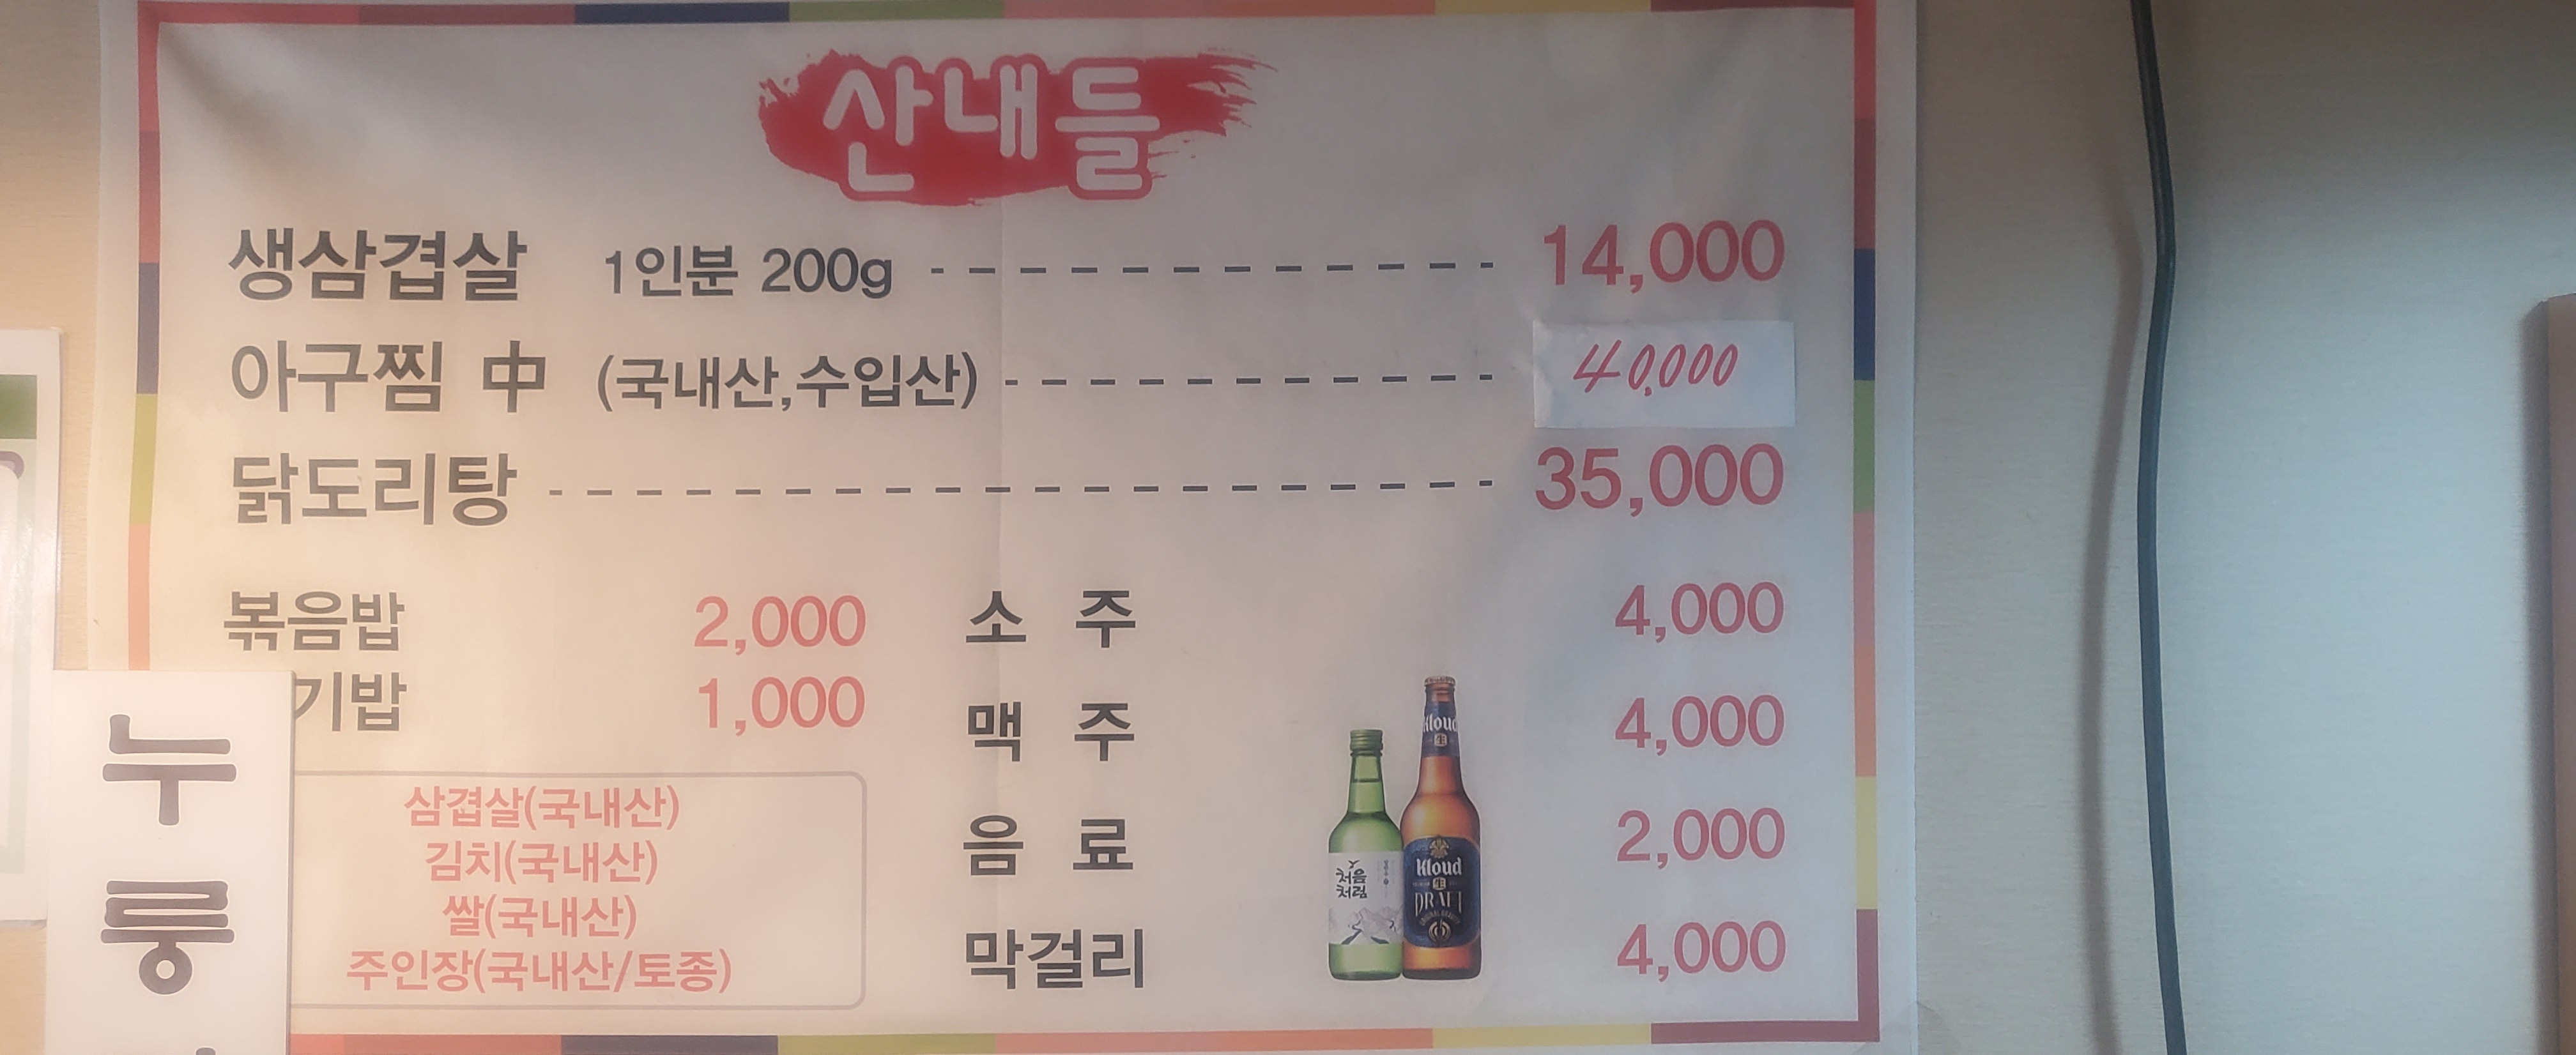 산내들
생삼겹살 1인분 200g 14,000
아구찜 中 (국내산,수입산) 40,000
닭도리탕 35,000
볶음밥 2,000
기밥 1,000
소 주 4,000
맥 주 4,000
음 료 2,000
막걸리 4,000
삼겹살(국내산)
김치(국내산)
쌀(국내산)
주인장(국내산/토종)
누룽
처음
처럼
Kloud
生
Kloud
生
DRAFT